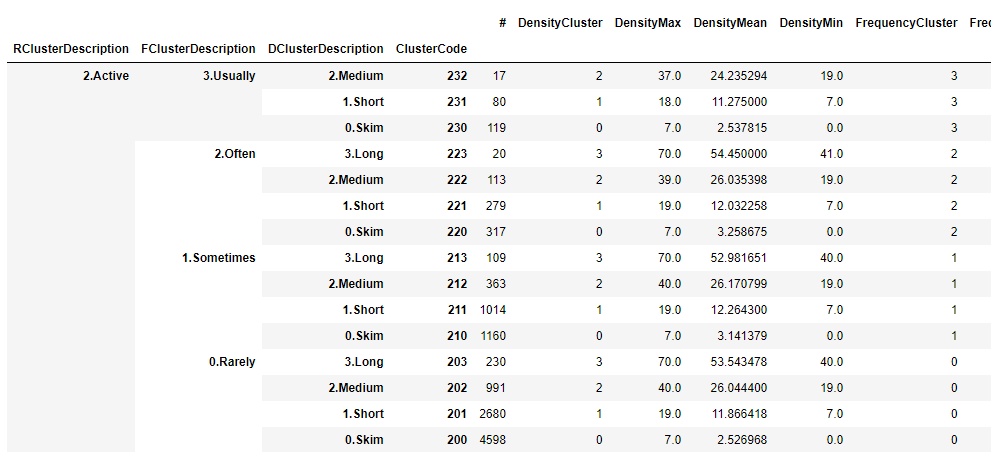 # DensityCluster DensityMax DensityMean DensityMin FrequencyCluster Fre
RClusterDescription FClusterDescription DClusterDescription ClusterCode
2.Active 3.Usually 2.Medium 232 17 2 37.0 24.235294 19.0 3
1.Short 231 80 1 18.0 11.275000 7.0 3
0.Skim 230 119 0 7.0 2.537815 0.0 3
2.Often 3.Long 223 20 3 70.0 54.450000 41.0 2
2.Medium 222 113 2 39.0 26.035398 19.0 2
1.Short 221 279 1 19.0 12.032258 7.0 2
0.Skim 220 317 0 7.0 3.258675 0.0 2
1.Sometimes 3.Long 213 109 3 70.0 52.981651 40.0 1
2.Medium 212 363 2 40.0 26.170799 19.0 1
1.Short 211 1014 1 19.0 12.264300 7.0 1
0.Skim 210 1160 0 7.0 3.141379 0.0 1
0.Rarely 3.Long 203 230 3 70.0 53.543478 40.0 0
2.Medium 202 991 2 40.0 26.044400 19.0 0
1.Short 201 2680 1 19.0 11.866418 7.0 0
0.Skim 200 4598 0 7.0 2.526968 0.0 0